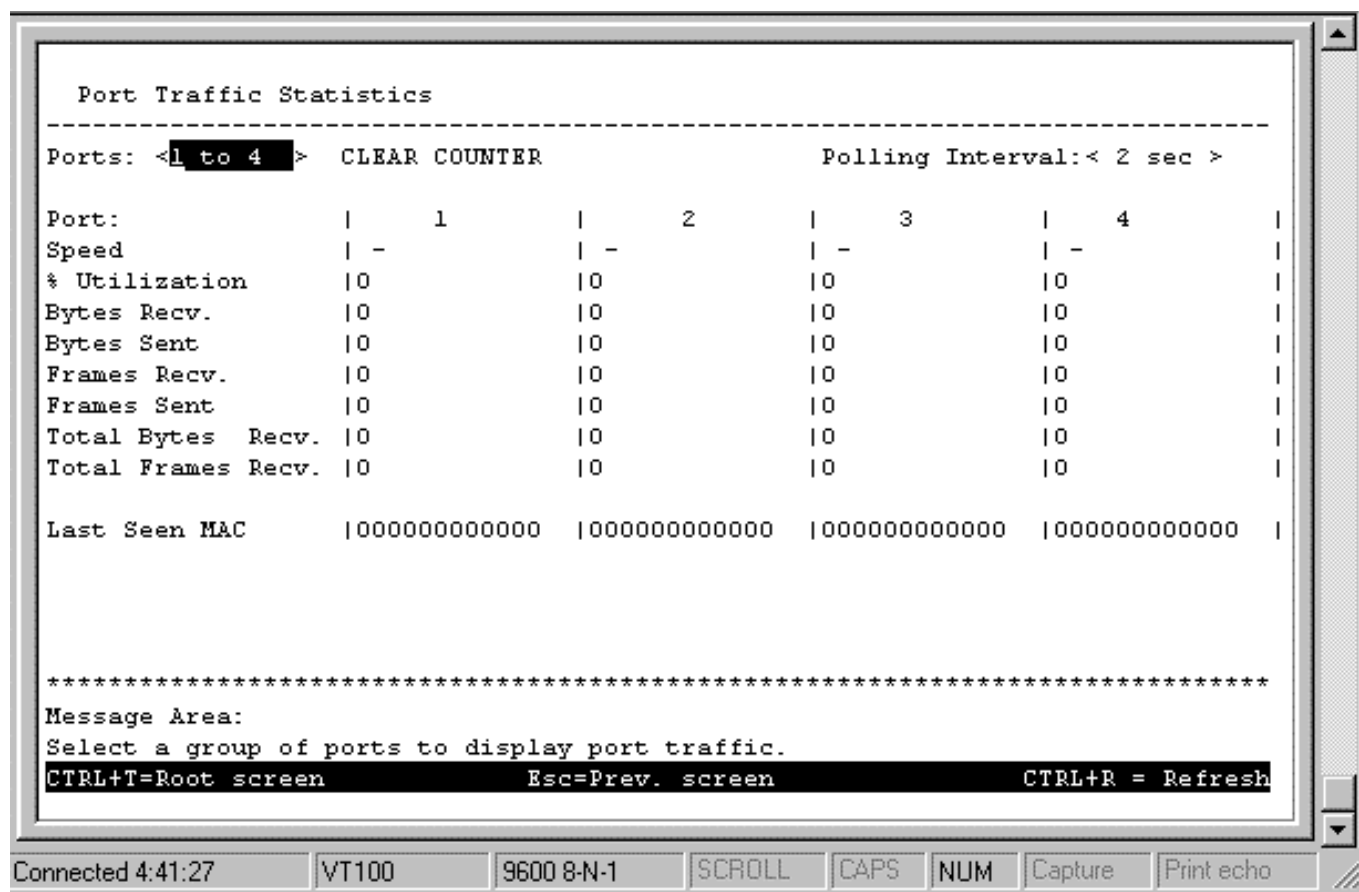 Port Traffic Statistics
--------------------------------------------------------------------------------
Ports: <1 to 4  >  CLEAR COUNTER                  Polling Interval:< 2 sec >
Port:              |     1        |      2       |     3        |    4         |
Speed              | -            | -            | -            | -            |
% Utilization      |0             |0             |0             |0             |
Bytes Recv.        |0             |0             |0             |0             |
Bytes Sent         |0             |0             |0             |0             |
Frames Recv.       |0             |0             |0             |0             |
Frames Sent        |0             |0             |0             |0             |
Total Bytes  Recv. |0             |0             |0             |0             |
Total Frames Recv. |0             |0             |0             |0             |
Last Seen MAC      |000000000000  |000000000000  |000000000000  |000000000000  |
*******************************************************************************
Message Area:
Select a group of ports to display port traffic.
CTRL+T=Root screen             Esc=Prev. screen                CTRL+R = Refresh
Connected 4:41:27 VT100 9600 8-N-1 SCROLL CAPS NUM Capture Print echo